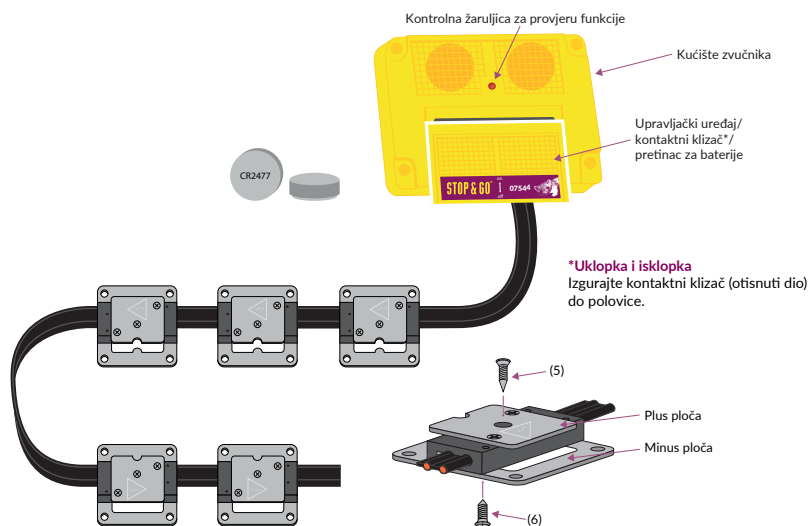 Kontrolna žaruljica za provjeru funkcije
Kućište zvučnika
Upravljački uređaj/
kontaktni klizač*/
pretinac za baterije
CR2477
STOP & GO
07544
*Uklopka i isklopka
Izgurajte kontaktni klizač (otisnuti dio)
do polovice.
(5)
Plus ploča
Minus ploča
(6)